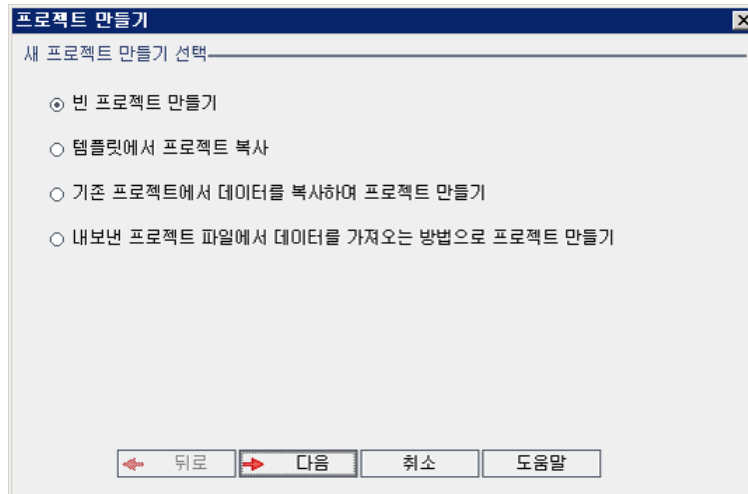 프로젝트 만들기
새 프로젝트 만들기 선택
빈 프로젝트 만들기
템플릿에서 프로젝트 복사
기존 프로젝트에서 데이터를 복사하여 프로젝트 만들기
내보낸 프로젝트 파일에서 데이터를 가져오는 방법으로 프로젝트 만들기
뒤로 다음 취소 도움말